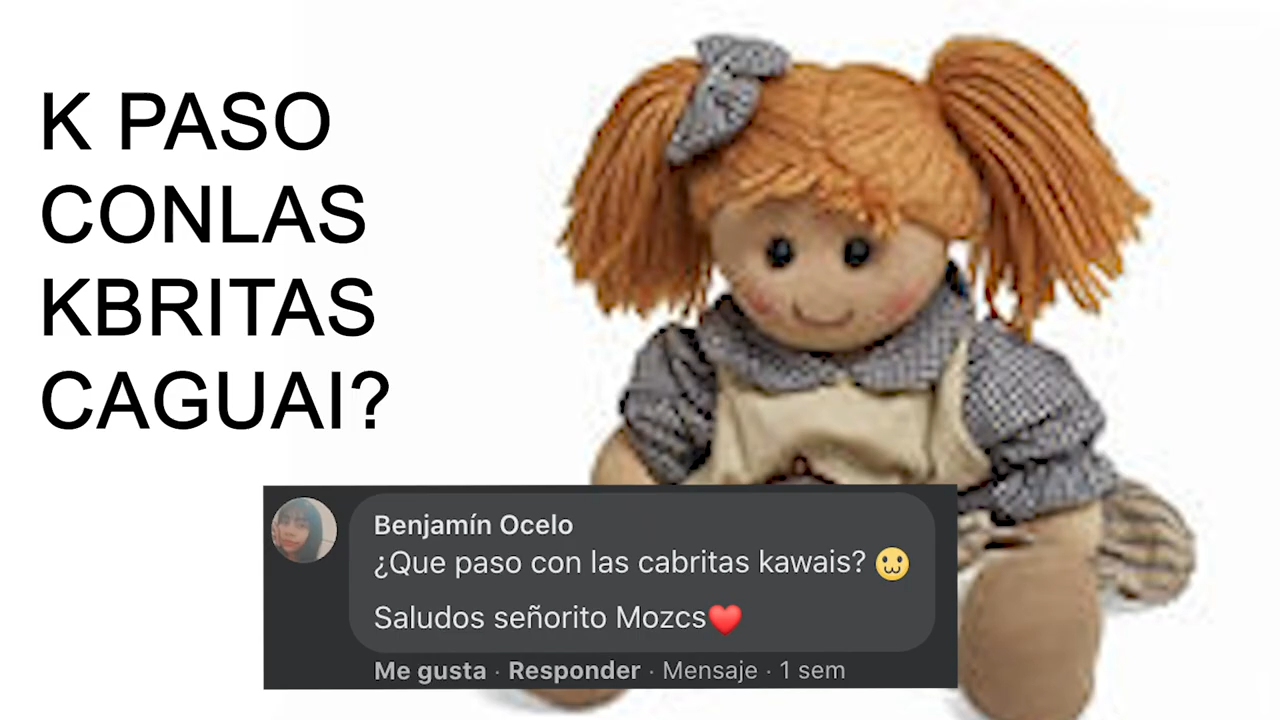 K PASO
CONLAS
KBRITAS
CAGUAI?
Benjamín Ocelo
¿Que paso con las cabritas kawais?
Saludos señorito Mozcs❤️
Me gusta · Responder · Mensaje · 1 sem